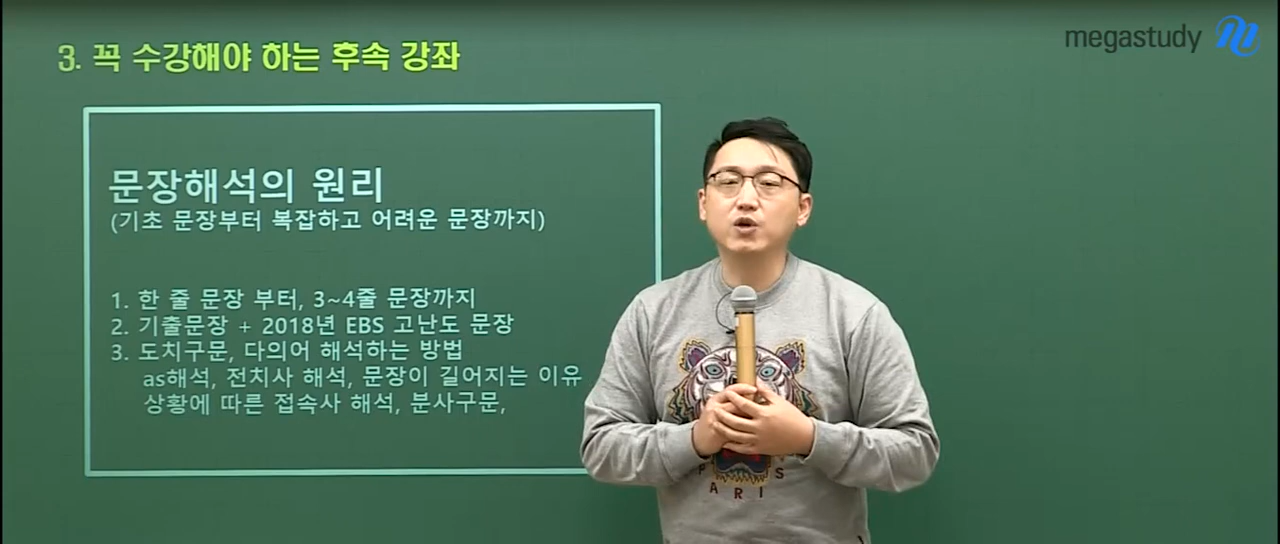 3. 꼭 수강해야 하는 후속 강좌
megastudy
문장해석의 원리
(기초 문장부터 복잡하고 어려운 문장까지)
1. 한 줄 문장 부터, 3~4줄 문장까지
2. 기출문장 + 2018년 EBS 고난도 문장
3. 도치구문, 다의어 해석하는 방법
as해석, 전치사 해석, 문장이 길어지는 이유
상황에 따른 접속사 해석, 분사구문,
P S
ARIS